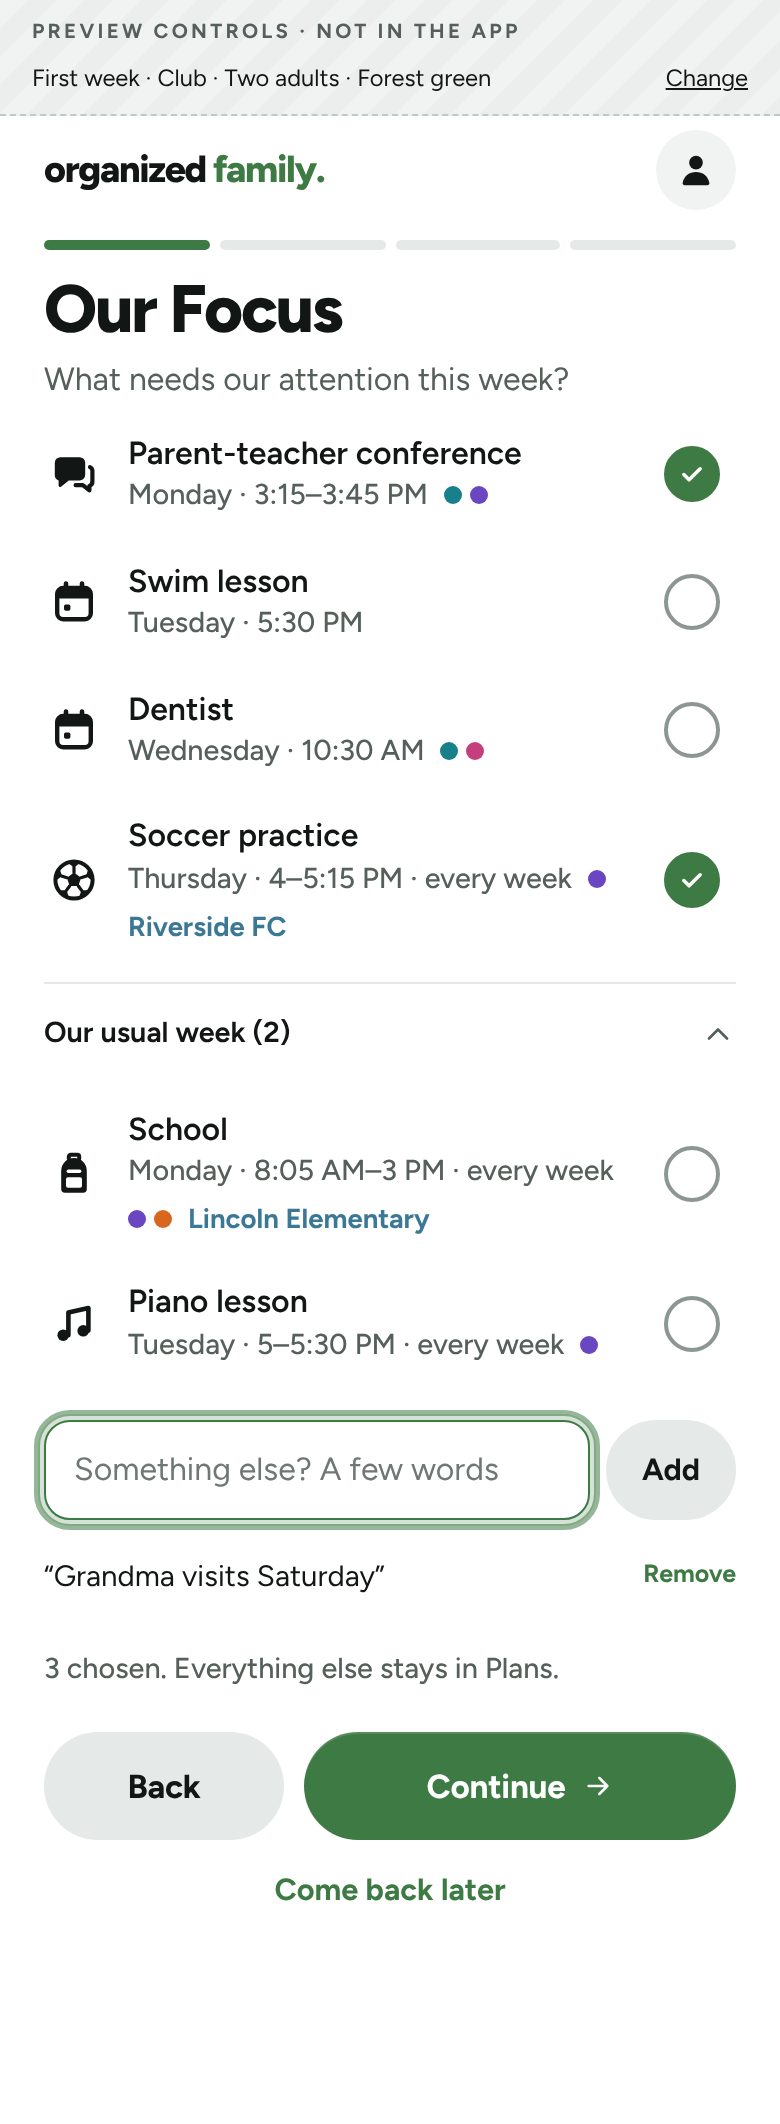 PREVIEW CONTROLS · NOT IN THE APP
First week · Club · Two adults · Forest green
Change
organized family.
Our Focus
What needs our attention this week?
Parent-teacher conference
Monday · 3:15–3:45 PM
Swim lesson
Tuesday · 5:30 PM
Dentist
Wednesday · 10:30 AM
Soccer practice
Thursday · 4–5:15 PM · every week
Riverside FC
Our usual week (2)
School
Monday · 8:05 AM–3 PM · every week
Lincoln Elementary
Piano lesson
Tuesday · 5–5:30 PM · every week
Something else? A few words
Add
“Grandma visits Saturday”
Remove
3 chosen. Everything else stays in Plans.
Back
Continue →
Come back later